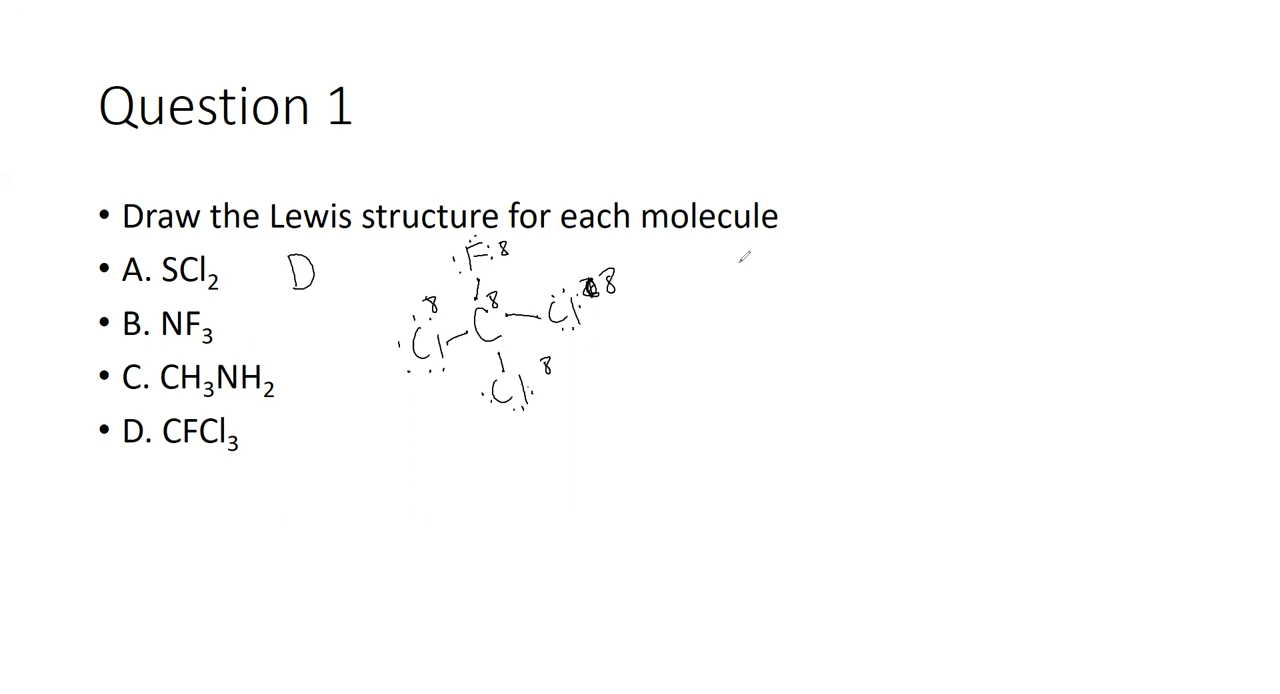 Question 1
• Draw the Lewis structure for each molecule
• A. SCl₂
• B. NF₃
• C. CH₃NH₂
• D. CFCl₃
D
F 8
8 8 Cl 8
Cl C
Cl 8